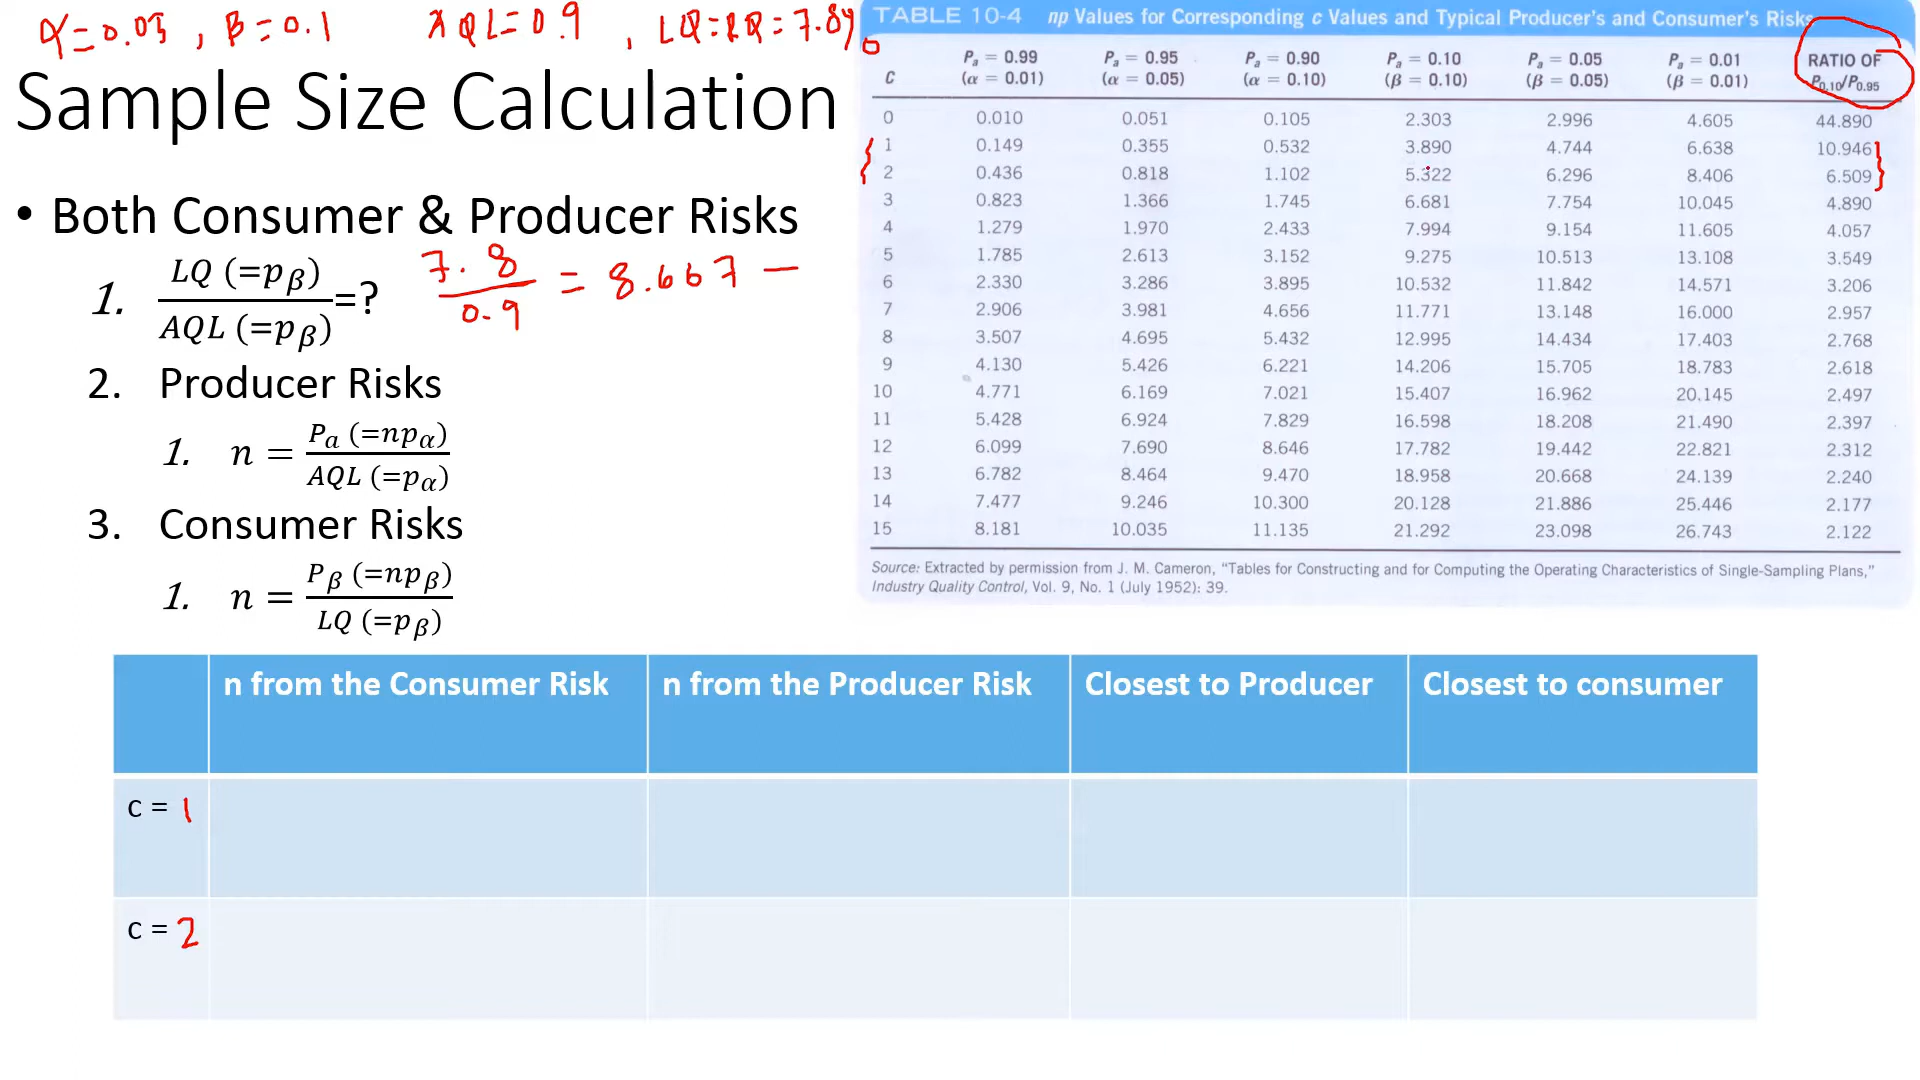 α=0.05, β=0.1 AQL=0.9, LQ=RQ=7.8%
Sample Size Calculation
• Both Consumer & Producer Risks
1. LQ (=pβ) / AQL (=pβ) =? 7.8 / 0.9 = 8.667 —
2. Producer Risks
1. n = Pa (=npα) / AQL (=pα)
3. Consumer Risks
1. n = Pβ (=npβ) / LQ (=pβ)
TABLE 10-4 np Values for Corresponding c Values and Typical Producer's and Consumer's Risks
C Pa = 0.99 (α = 0.01) Pa = 0.95 (α = 0.05) Pa = 0.90 (α = 0.10) Pa = 0.10 (β = 0.10) Pa = 0.05 (β = 0.05) Pa = 0.01 (β = 0.01) RATIO OF P0.10/P0.95
0 0.010 0.051 0.105 2.303 2.996 4.605 44.890
1 0.149 0.355 0.532 3.890 4.744 6.638 10.946
2 0.436 0.818 1.102 5.322 6.296 8.406 6.509
3 0.823 1.366 1.745 6.681 7.754 10.045 4.890
4 1.279 1.970 2.433 7.994 9.154 11.605 4.057
5 1.785 2.613 3.152 9.275 10.513 13.108 3.549
6 2.330 3.286 3.895 10.532 11.842 14.571 3.206
7 2.906 3.981 4.656 11.771 13.148 16.000 2.957
8 3.507 4.695 5.432 12.995 14.434 17.403 2.768
9 4.130 5.426 6.221 14.206 15.705 18.783 2.618
10 4.771 6.169 7.021 15.407 16.962 20.145 2.497
11 5.428 6.924 7.829 16.598 18.208 21.490 2.397
12 6.099 7.690 8.646 17.782 19.442 22.821 2.312
13 6.782 8.464 9.470 18.958 20.668 24.139 2.240
14 7.477 9.246 10.300 20.128 21.886 25.446 2.177
15 8.181 10.035 11.135 21.292 23.098 26.743 2.122
Source: Extracted by permission from J. M. Cameron, "Tables for Constructing and for Computing the Operating Characteristics of Single-Sampling Plans,"
Industry Quality Control, Vol. 9, No. 1 (July 1952): 39.
n from the Consumer Risk n from the Producer Risk Closest to Producer Closest to consumer
c = 1
c = 2